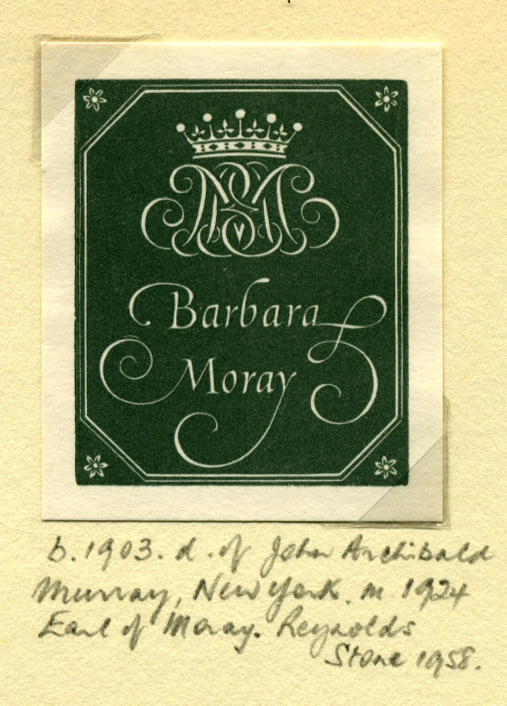 Barbara
Moray
b. 1903. d. of John Archibald
Murray, New York. m. 1924
Earl of Moray. Reynolds
Stone 1958.